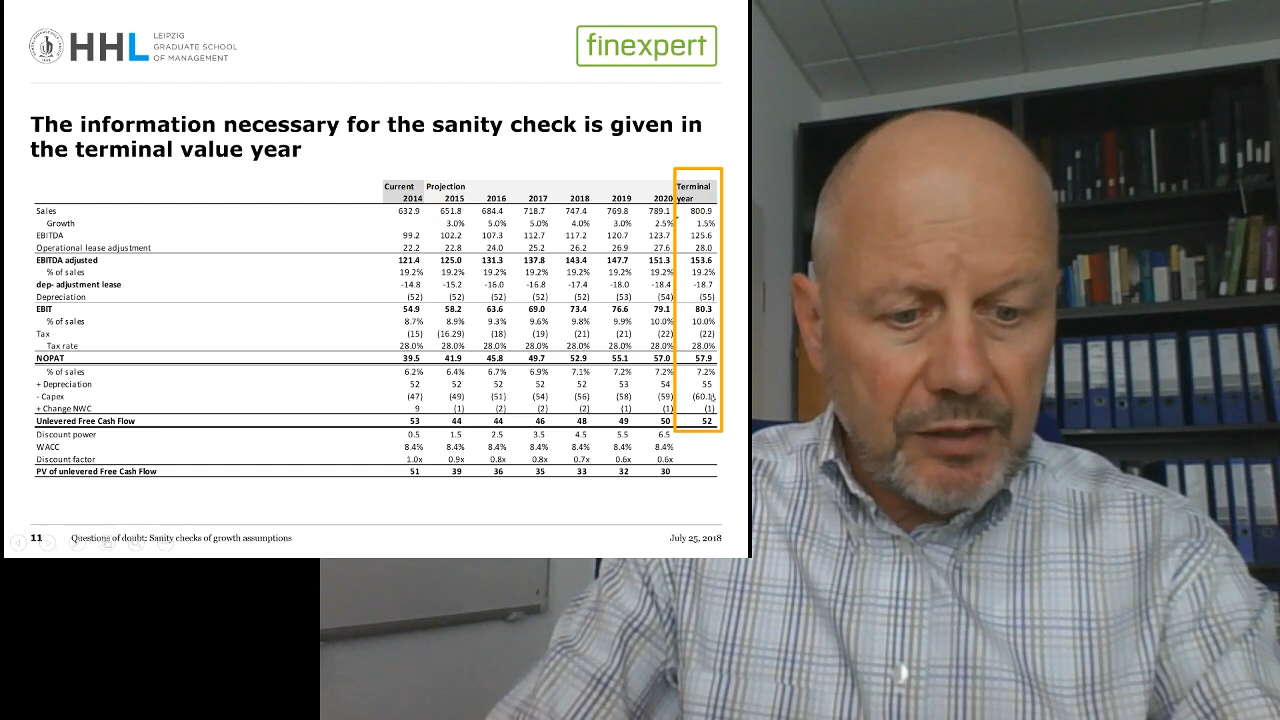 HHL LEIPZIG
GRADUATE SCHOOL
OF MANAGEMENT
finexpert
The information necessary for the sanity check is given in
the terminal value year
Current Projection Terminal
2014 2015 2016 2017 2018 2019 2020 year
Sales 632.9 651.8 684.4 718.7 747.4 769.8 789.1 800.9
Growth 3.0% 5.0% 5.0% 4.0% 3.0% 2.5% 1.5%
EBITDA 99.2 102.2 107.3 112.7 117.2 120.7 123.7 125.6
Operational lease adjustment 22.2 22.8 24.0 25.2 26.2 26.9 27.6 28.0
EBITDA adjusted 121.4 125.0 131.3 137.8 143.4 147.7 151.3 153.6
% of sales 19.2% 19.2% 19.2% 19.2% 19.2% 19.2% 19.2% 19.2%
dep- adjustment lease -14.8 -15.2 -16.0 -16.8 -17.4 -18.0 -18.4 -18.7
Depreciation (52) (52) (52) (52) (52) (53) (54) (55)
EBIT 54.9 58.2 63.6 69.0 73.4 76.6 79.1 80.3
% of sales 8.7% 8.9% 9.3% 9.6% 9.8% 9.9% 10.0% 10.0%
Tax (15) (16.29) (18) (19) (21) (21) (22) (22)
Tax rate 28.0% 28.0% 28.0% 28.0% 28.0% 28.0% 28.0% 28.0%
NOPAT 39.5 41.9 45.8 49.7 52.9 55.1 57.0 57.9
% of sales 6.2% 6.4% 6.7% 6.9% 7.1% 7.2% 7.2% 7.2%
+ Depreciation 52 52 52 52 52 53 54 55
- Capex (47) (49) (51) (54) (56) (58) (59) (60.1)
+ Change NWC 9 (1) (2) (2) (2) (1) (1) (1)
Unlevered Free Cash Flow 53 44 44 46 48 49 50 52
Discount power 0.5 1.5 2.5 3.5 4.5 5.5 6.5
WACC 8.4% 8.4% 8.4% 8.4% 8.4% 8.4% 8.4%
Discount factor 1.0x 0.9x 0.8x 0.8x 0.7x 0.6x 0.6x
PV of unlevered Free Cash Flow 51 39 36 35 33 32 30
11 Questions of doubt: Sanity checks of growth assumptions July 25, 2018